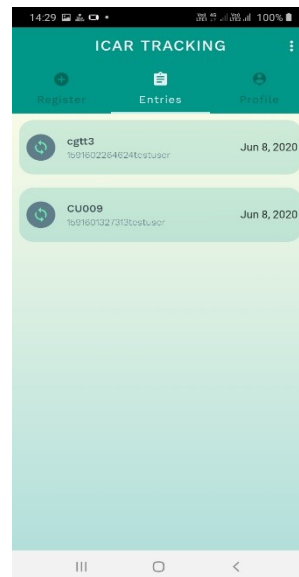 14:29 100%
ICAR TRACKING
Register Entries Profile
cgtt3
1591602264624testuser
Jun 8, 2020
CU009
1591601327313testuser
Jun 8, 2020